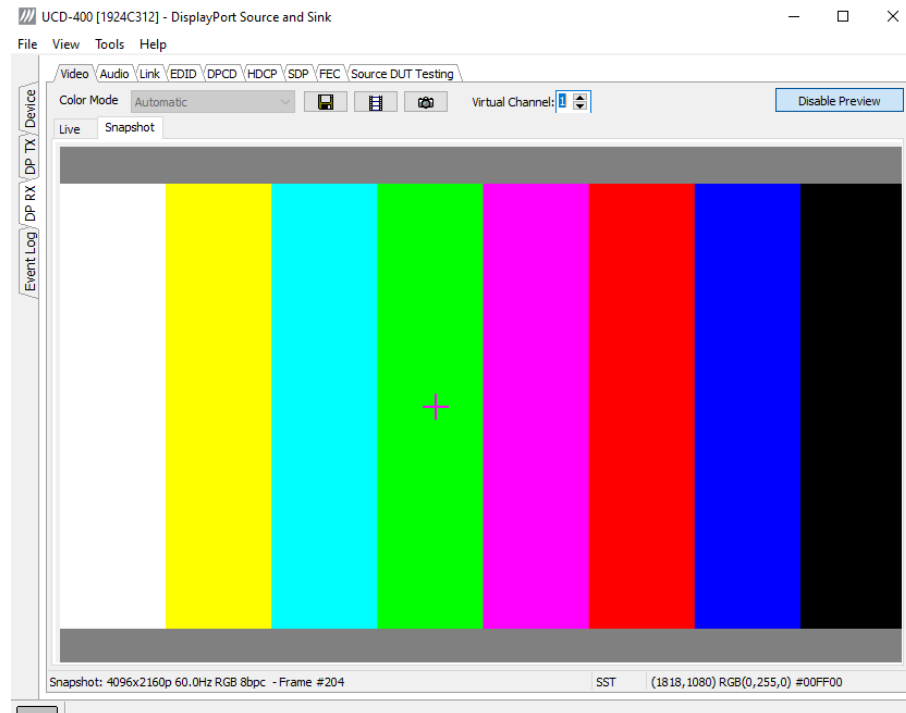 UCD-400 [1924C312] - DisplayPort Source and Sink
File View Tools Help
Video Audio Link EDID DPCD HDCP SDP FEC Source DUT Testing
Color Mode Automatic Virtual Channel: 1 Disable Preview
Live Snapshot
Device
DP TX
DP RX
Event Log
Snapshot: 4096x2160p 60.0Hz RGB 8bpc - Frame #204 SST (1818,1080) RGB(0,255,0) #00FF00